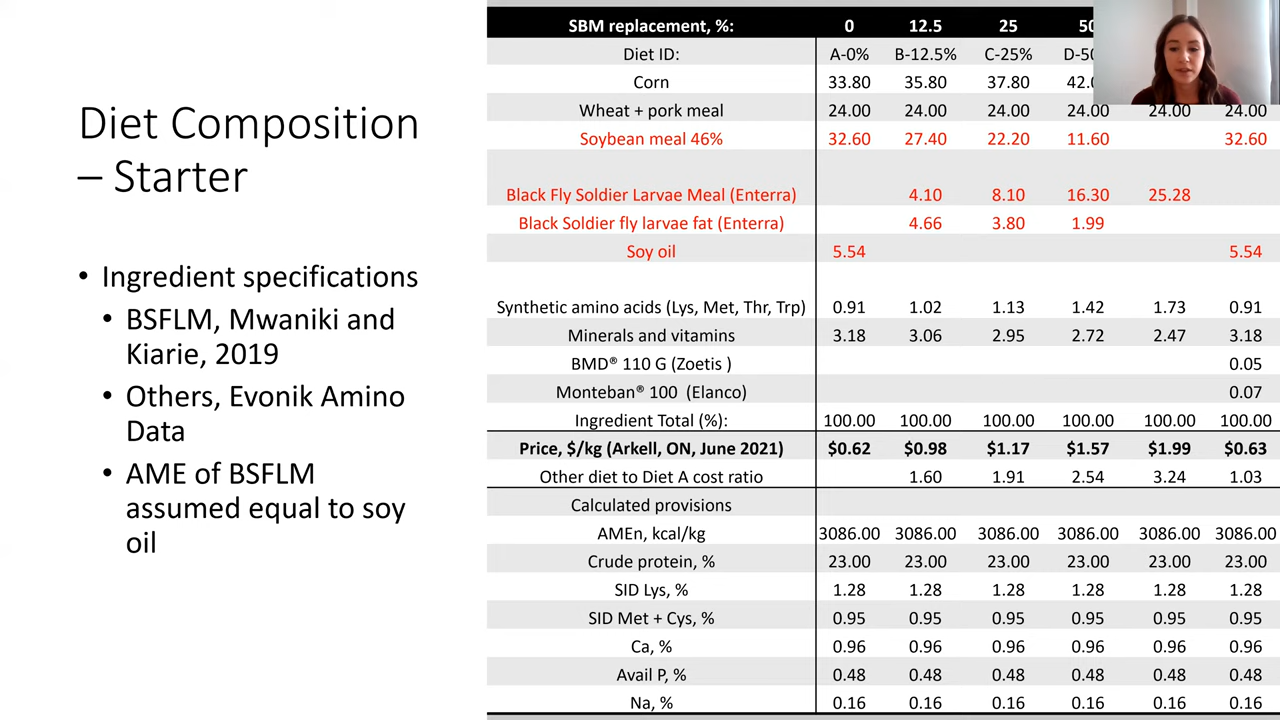 Diet Composition
– Starter
• Ingredient specifications
• BSFLM, Mwaniki and
Kiarie, 2019
• Others, Evonik Amino
Data
• AME of BSFLM
assumed equal to soy
oil
SBM replacement, %: 0 12.5 25 50
Diet ID: A-0% B-12.5% C-25% D-50
Corn 33.80 35.80 37.80 42.0
Wheat + pork meal 24.00 24.00 24.00 24.00 24.00 24.00
Soybean meal 46% 32.60 27.40 22.20 11.60 32.60
Black Fly Soldier Larvae Meal (Enterra) 4.10 8.10 16.30 25.28
Black Soldier fly larvae fat (Enterra) 4.66 3.80 1.99
Soy oil 5.54 5.54
Synthetic amino acids (Lys, Met, Thr, Trp) 0.91 1.02 1.13 1.42 1.73 0.91
Minerals and vitamins 3.18 3.06 2.95 2.72 2.47 3.18
BMD® 110 G (Zoetis ) 0.05
Monteban® 100 (Elanco) 0.07
Ingredient Total (%): 100.00 100.00 100.00 100.00 100.00 100.00
Price, $/kg (Arkell, ON, June 2021) $0.62 $0.98 $1.17 $1.57 $1.99 $0.63
Other diet to Diet A cost ratio 1.60 1.91 2.54 3.24 1.03
Calculated provisions
AMEn, kcal/kg 3086.00 3086.00 3086.00 3086.00 3086.00 3086.00
Crude protein, % 23.00 23.00 23.00 23.00 23.00 23.00
SID Lys, % 1.28 1.28 1.28 1.28 1.28 1.28
SID Met + Cys, % 0.95 0.95 0.95 0.95 0.95 0.95
Ca, % 0.96 0.96 0.96 0.96 0.96 0.96
Avail P, % 0.48 0.48 0.48 0.48 0.48 0.48
Na, % 0.16 0.16 0.16 0.16 0.16 0.16